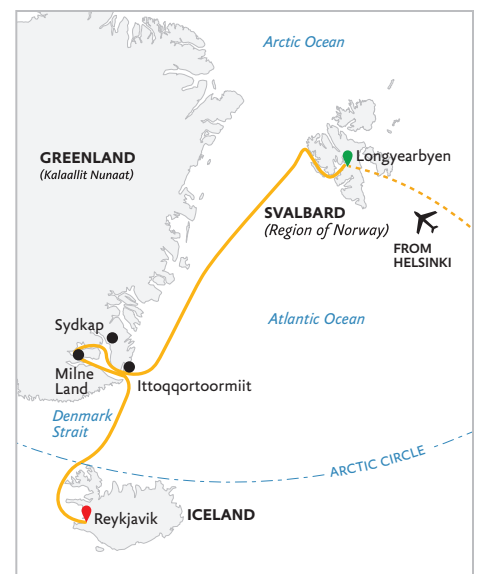 Arctic Ocean
GREENLAND
(Kalaallit Nunaat)
Longyearbyen
SVALBARD
(Region of Norway)
FROM
HELSINKI
Atlantic Ocean
Sydkap
Milne
Land
Ittoqqortoormiit
Denmark
Strait
ARCTIC CIRCLE
Reykjavik
ICELAND